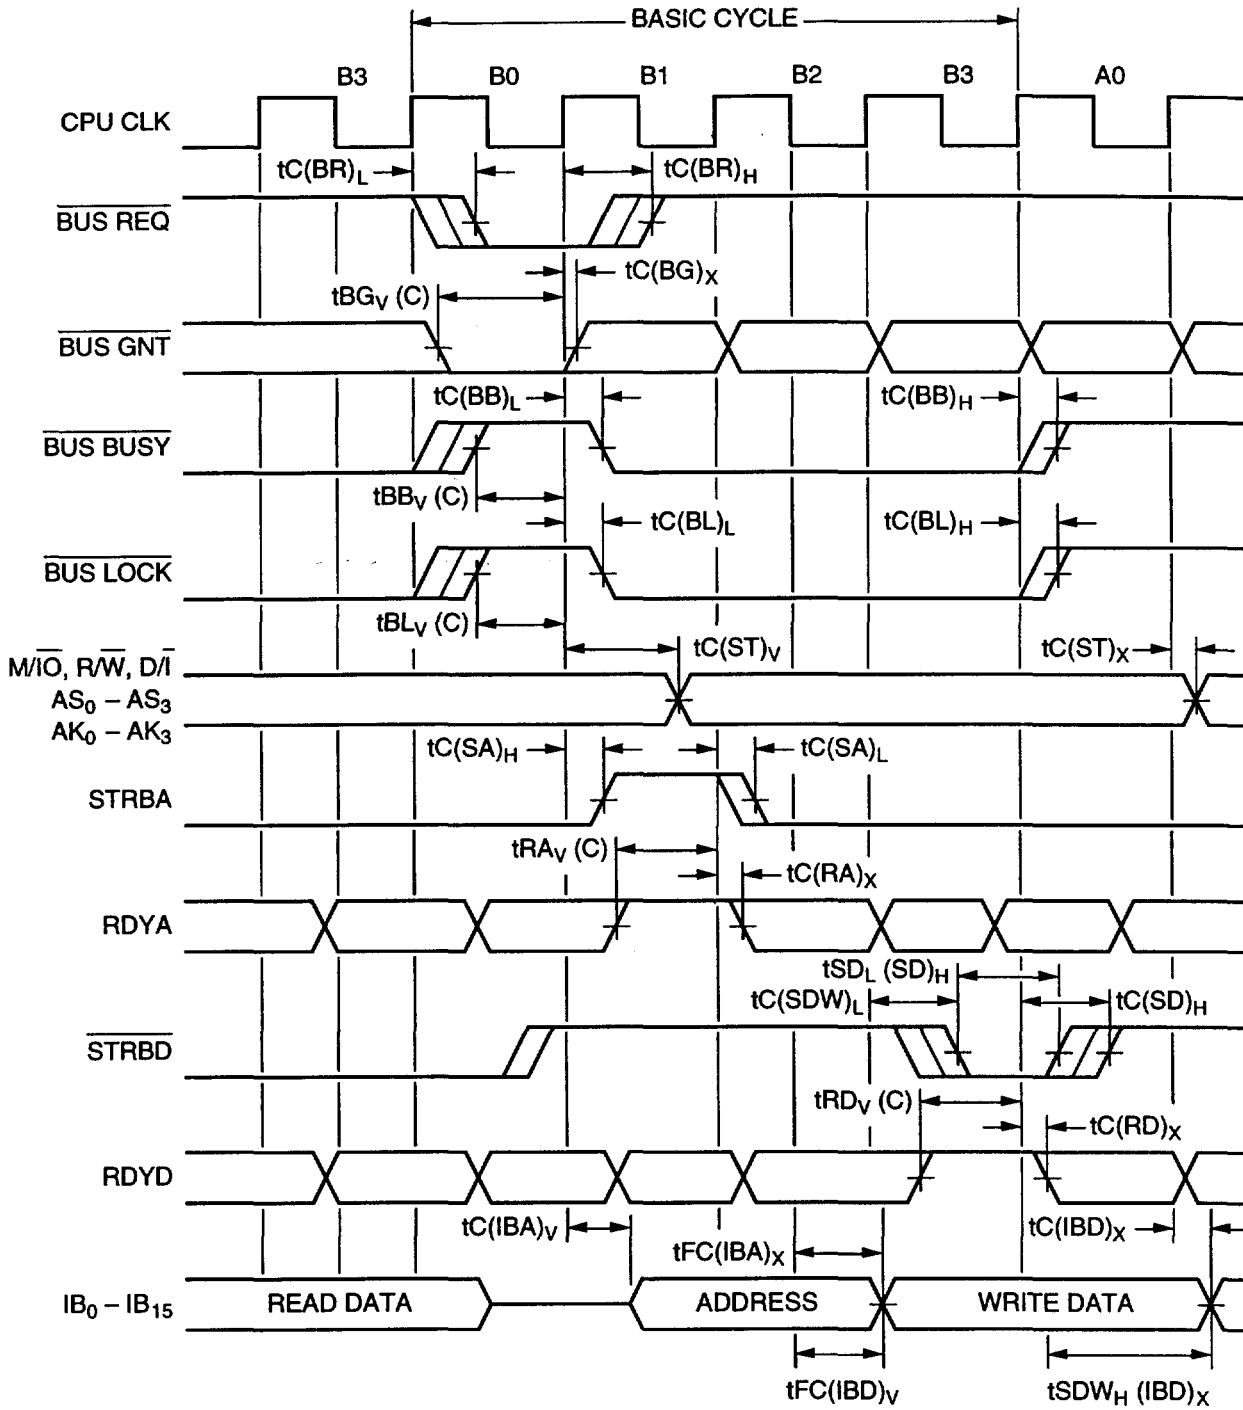 BASIC CYCLE
B3 B0 B1 B2 B3 A0
CPU CLK
tC(BR)L tC(BR)H
BUS REQ
tC(BG)X
tBGV (C)
BUS GNT
tC(BB)L tC(BB)H
BUS BUSY
tBBV (C)
tC(BL)L tC(BL)H
BUS LOCK
tBLV (C)
tC(ST)V tC(ST)X
M/IO, R/W, D/I
AS0 – AS3
AK0 – AK3
tC(SA)H tC(SA)L
STRBA
tRAV (C)
tC(RA)X
RDYA
tSDL (SD)H
tC(SDW)L tC(SD)H
STRBD
tRDV (C)
tC(RD)X
RDYD
tC(IBA)V tC(IBD)X
tFC(IBA)X
IB0 – IB15 READ DATA ADDRESS WRITE DATA
tFC(IBD)V tSDWH (IBD)X